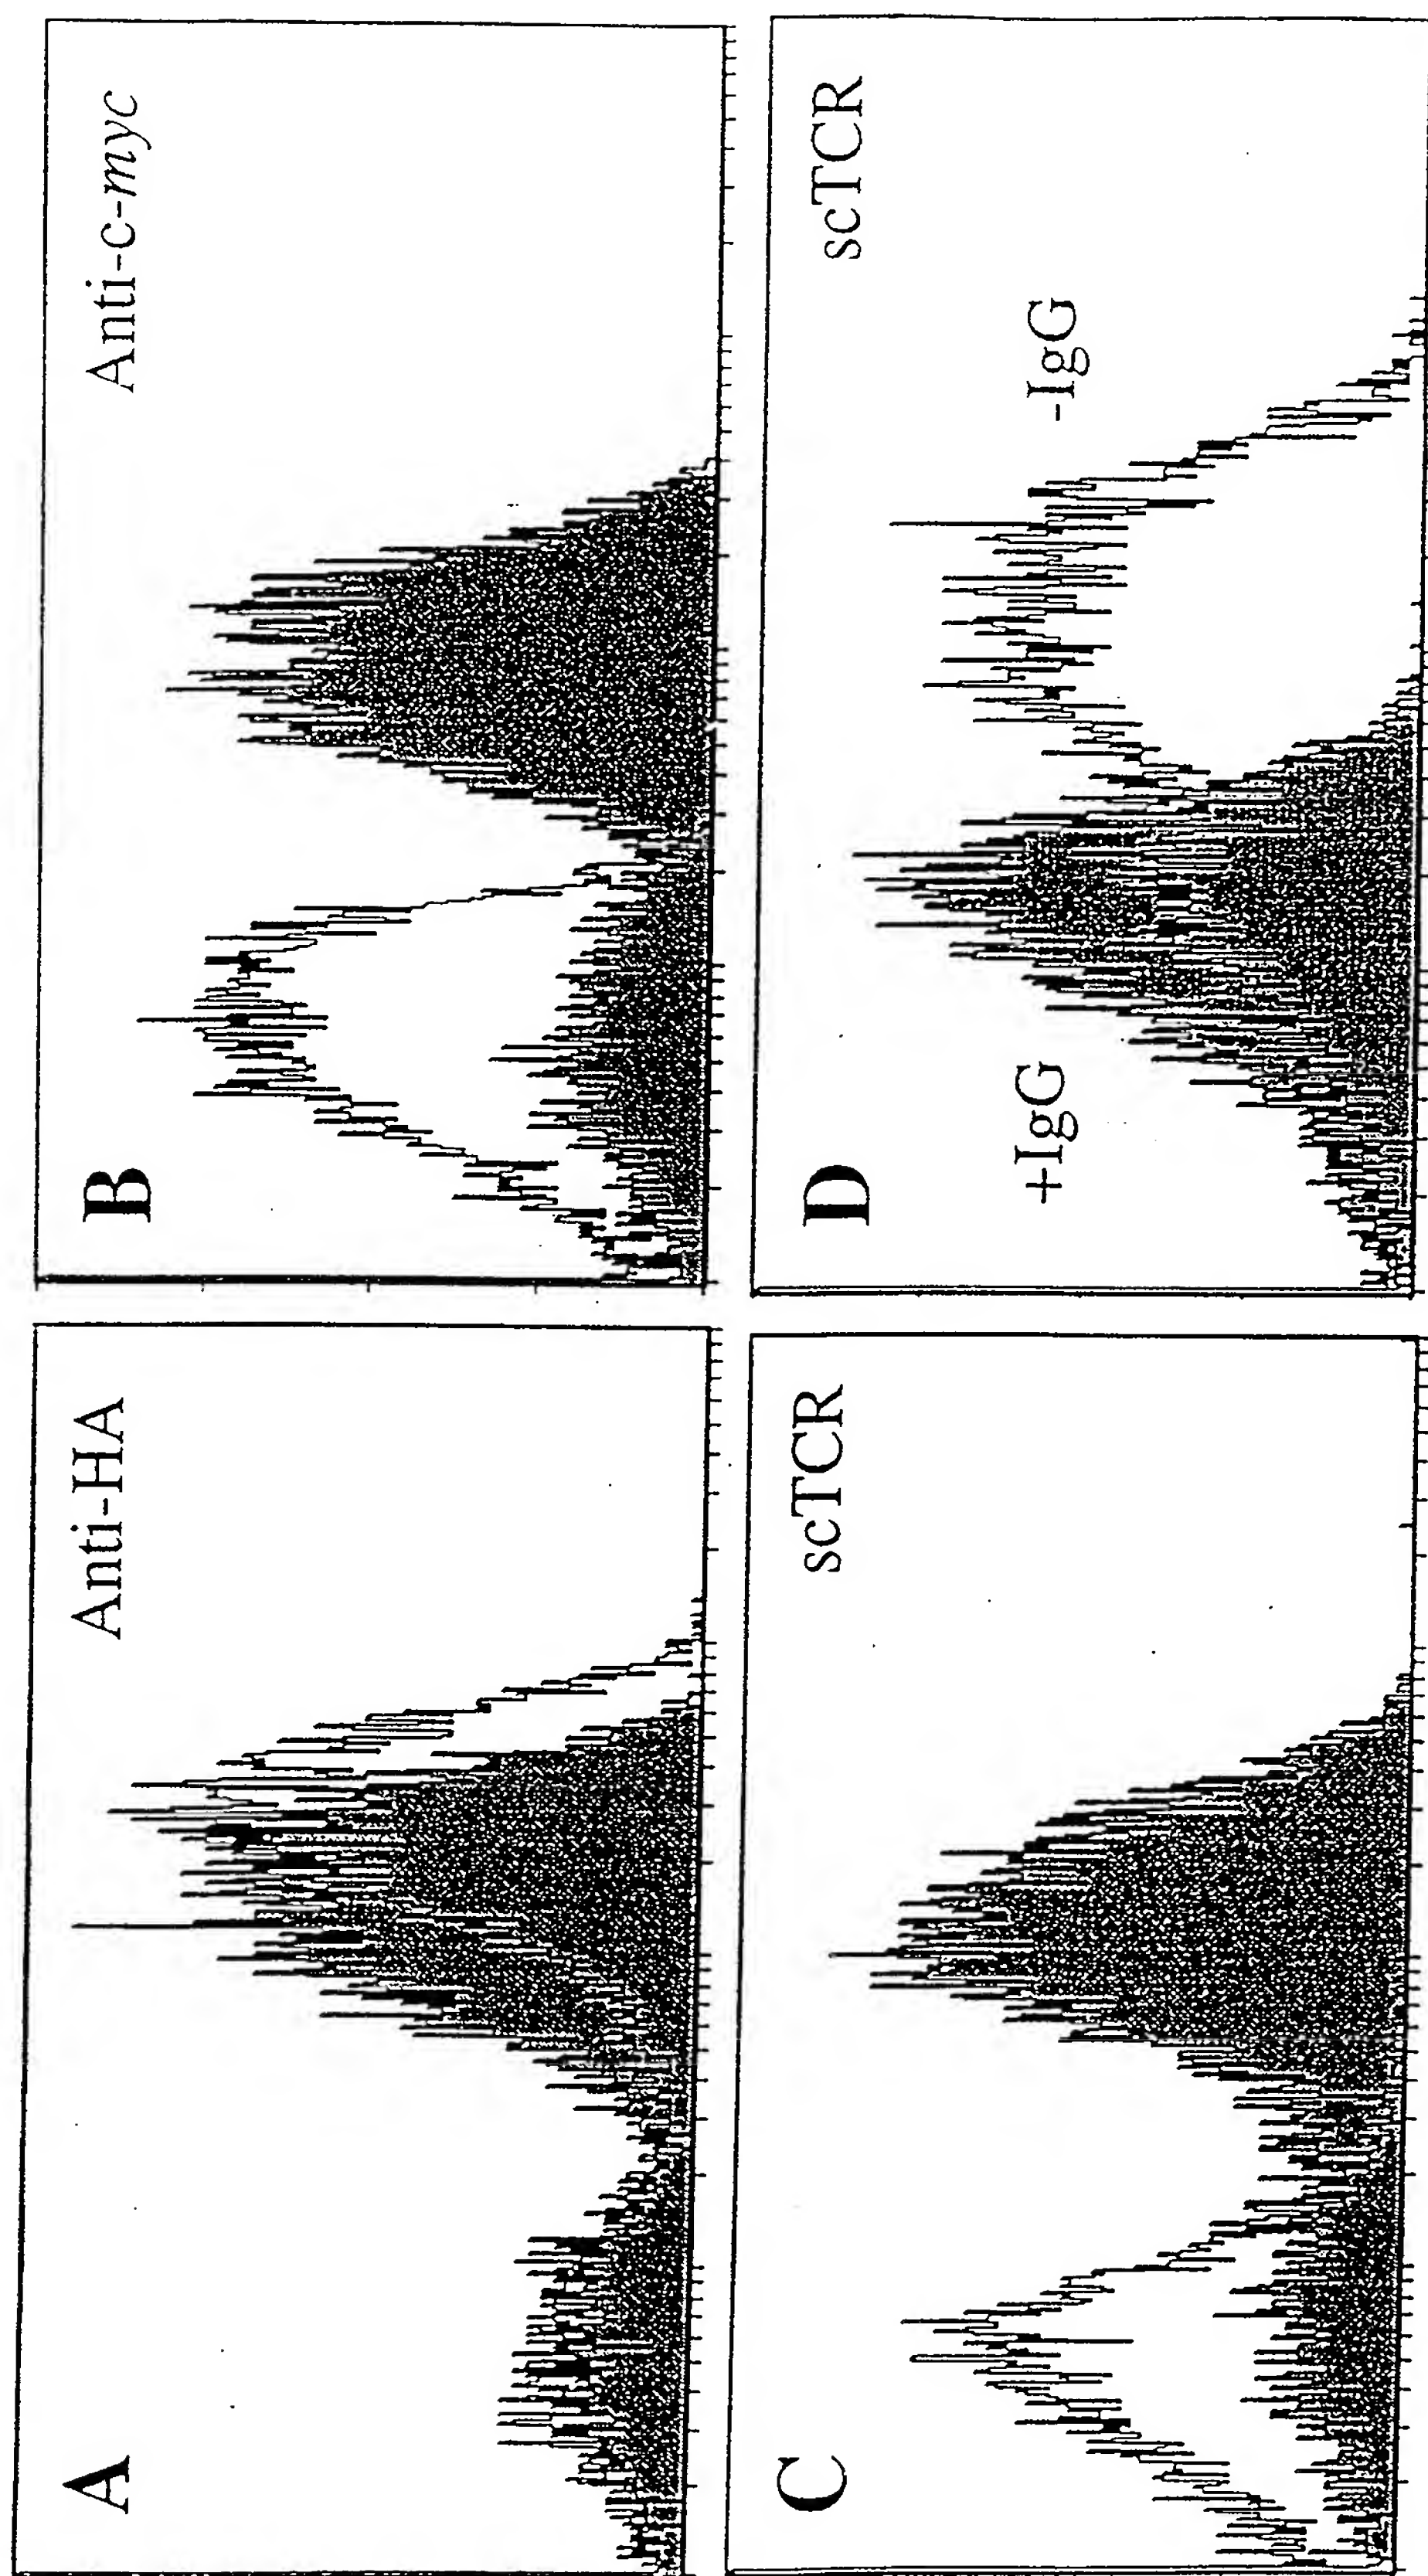 A
Anti-HA
B
Anti-c-myc
C
scTCR
D
scTCR
+IgG
-IgG